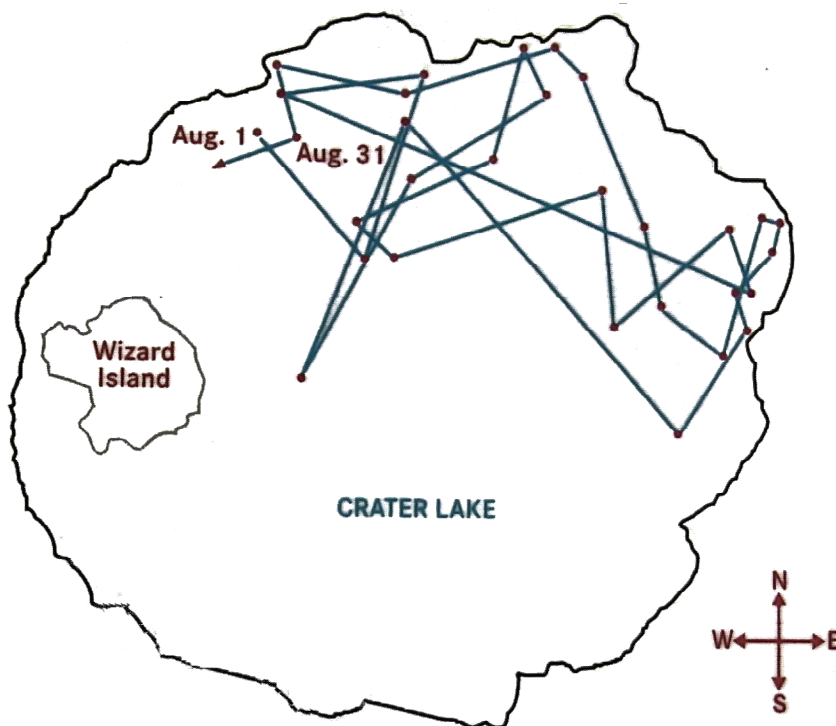 Aug. 1
Aug. 31
Wizard
Island
CRATER LAKE
N
W
E
S